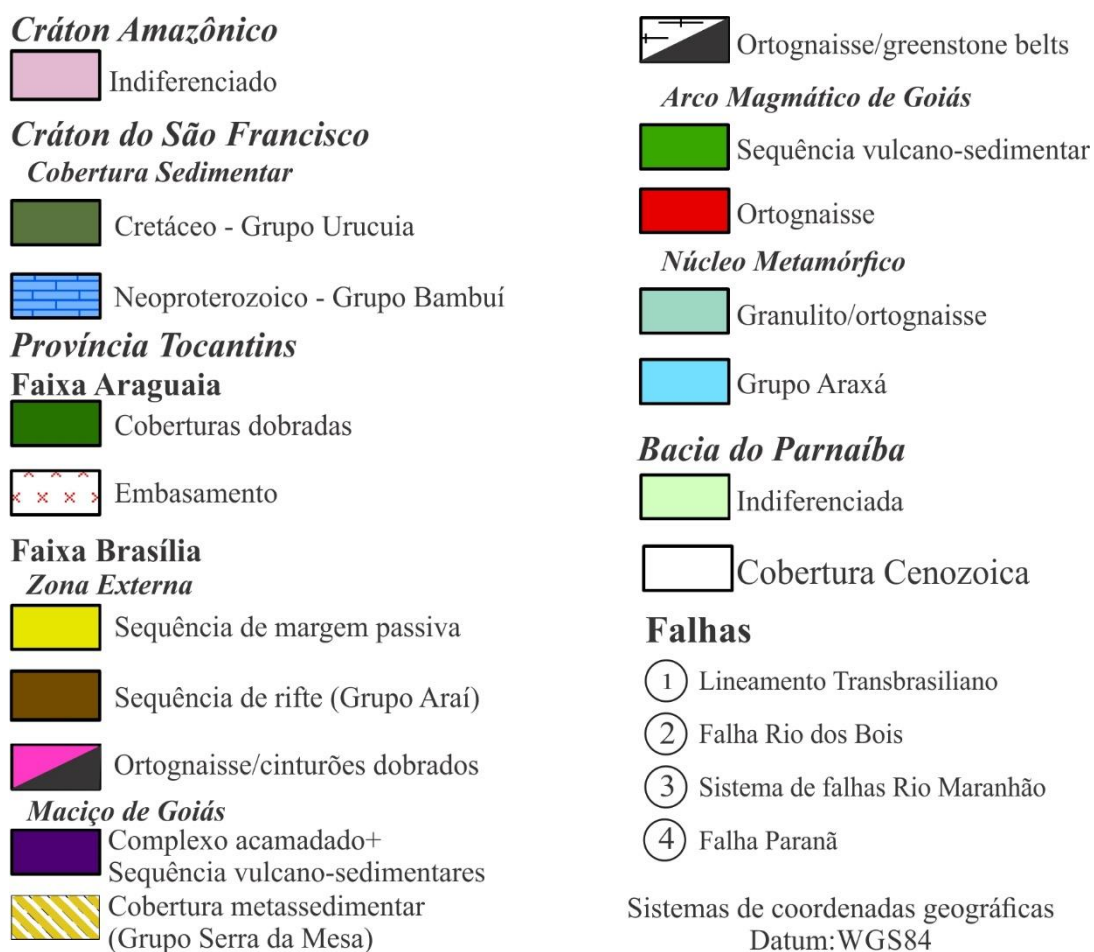 Cráton Amazônico
Indiferenciado
Cráton do São Francisco
Cobertura Sedimentar
Cretáceo - Grupo Urucuia
Neoproterozoico - Grupo Bambuí
Província Tocantins
Faixa Araguaia
Coberturas dobradas
Embasamento
Faixa Brasília
Zona Externa
Sequência de margem passiva
Sequência de rifte (Grupo Araí)
Ortognaisse/cinturões dobrados
Maciço de Goiás
Complexo acamadado+
Sequência vulcano-sedimentares
Cobertura metassedimentar
(Grupo Serra da Mesa)
Ortognaisse/greenstone belts
Arco Magmático de Goiás
Sequência vulcano-sedimentar
Ortognaisse
Núcleo Metamórfico
Granulito/ortognaisse
Grupo Araxá
Bacia do Parnaíba
Indiferenciada
Cobertura Cenozoica
Falhas
1 Lineamento Transbrasiliano
2 Falha Rio dos Bois
3 Sistema de falhas Rio Maranhão
4 Falha Paranã
Sistemas de coordenadas geográficas
Datum:WGS84